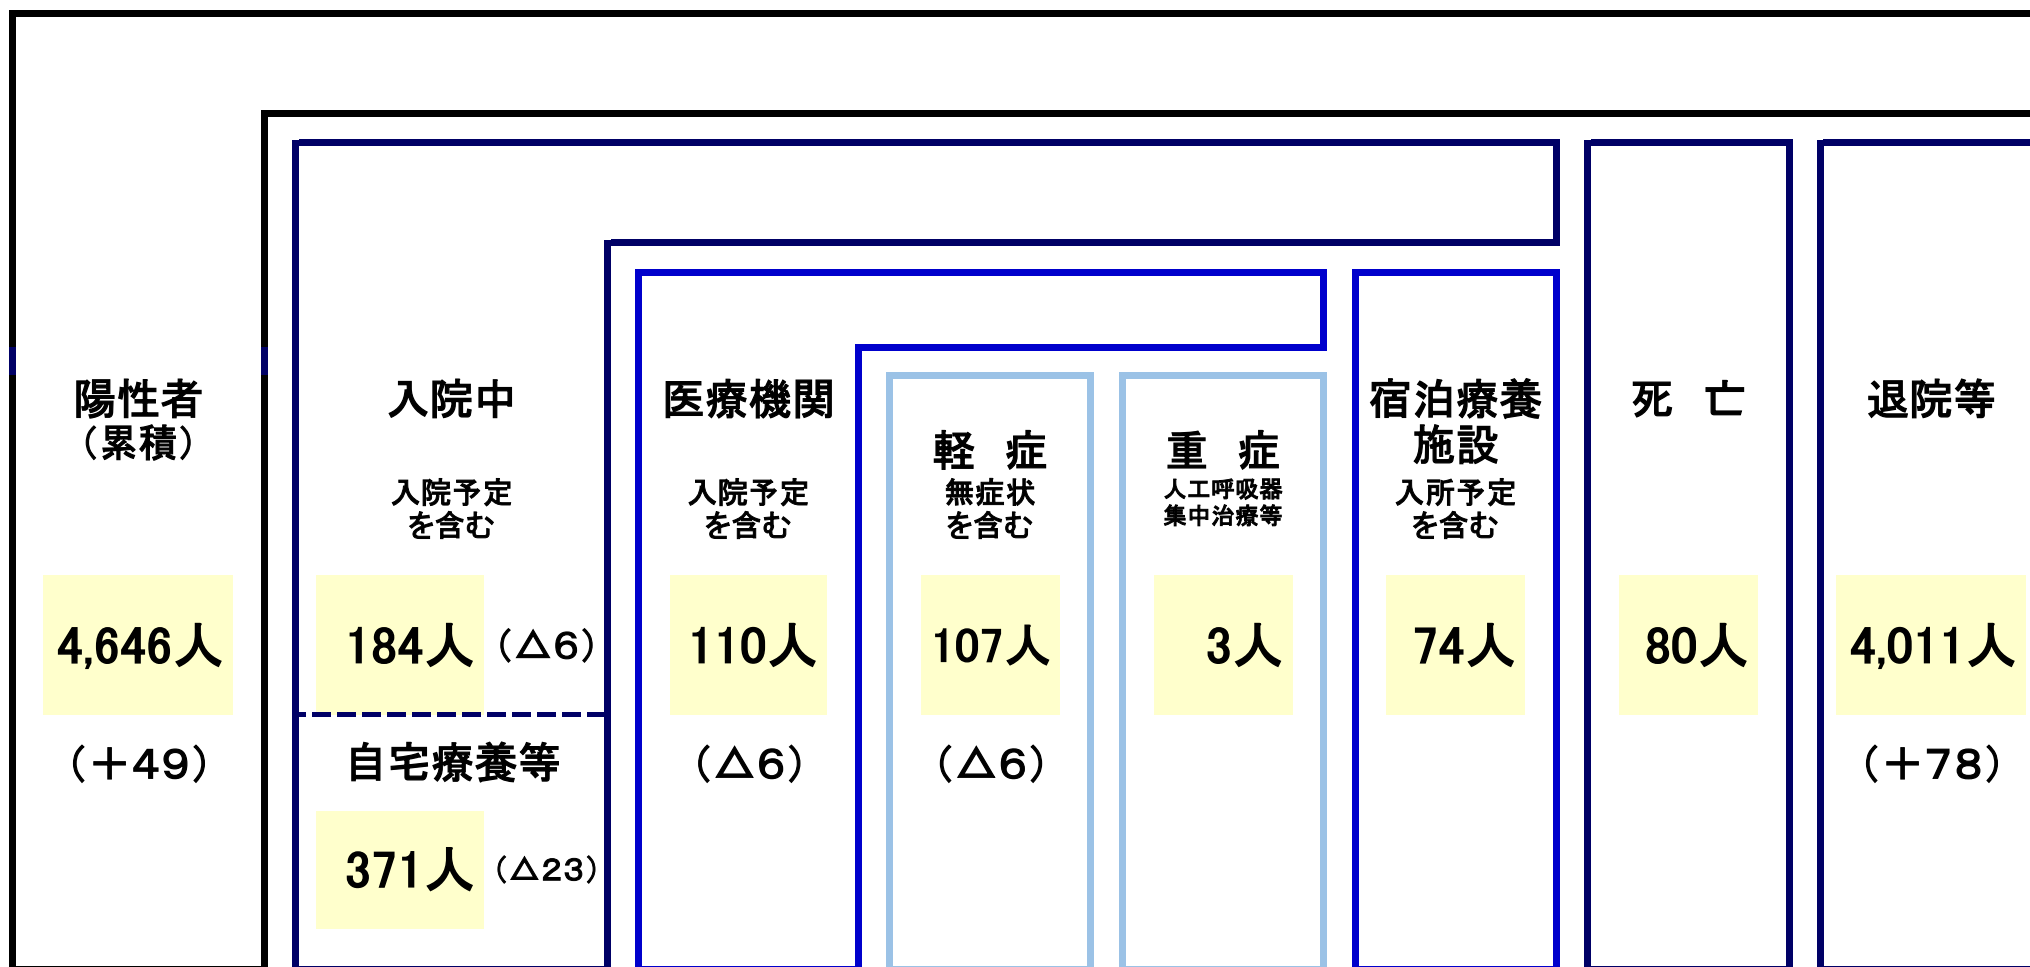 陽性者
（累積）
4,646人
（＋49）
入院中
入院予定
を含む
184人 （△6）
自宅療養等
371人 （△23）
医療機関
入院予定
を含む
110人
（△6）
軽 症
無症状
を含む
107人
（△6）
重 症
人工呼吸器
集中治療等
3人
宿泊療養
施設
入所予定
を含む
74人
死 亡
80人
退院等
4,011人
（＋78）